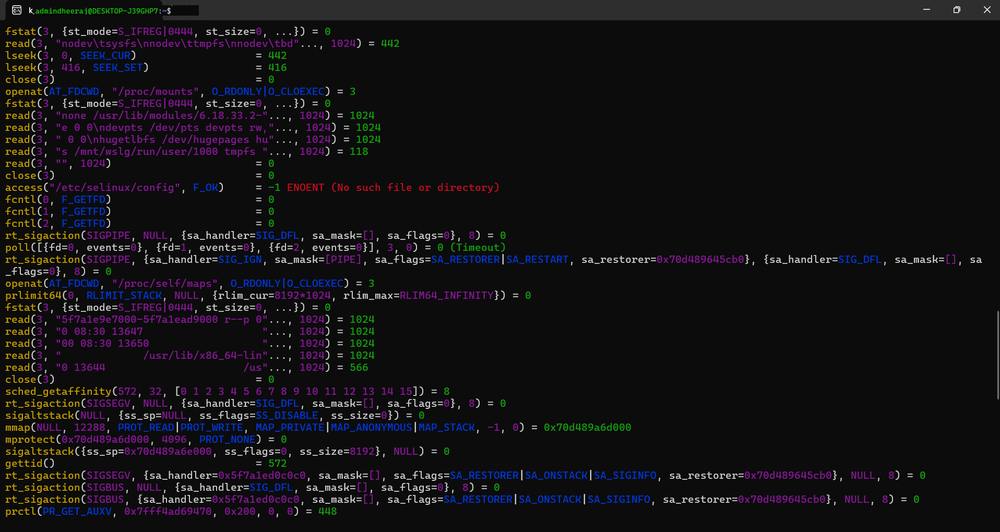 k_admindheeraj@DESKTOP-J39GHP7:~$
fstat(3, {st_mode=S_IFREG|0444, st_size=0, ...}) = 0
read(3, "nodev\tsysfs\nnodev\ttmpfs\nnodev\tbd"..., 1024) = 442
lseek(3, 0, SEEK_CUR)                   = 442
lseek(3, 416, SEEK_SET)                 = 416
close(3)                                = 0
openat(AT_FDCWD, "/proc/mounts", O_RDONLY|O_CLOEXEC) = 3
fstat(3, {st_mode=S_IFREG|0444, st_size=0, ...}) = 0
read(3, "none /usr/lib/modules/6.18.33.2-"..., 1024) = 1024
read(3, "e 0 0\ndevpts /dev/pts devpts rw,"..., 1024) = 1024
read(3, " 0 0\nhugetlbfs /dev/hugepages hu"..., 1024) = 1024
read(3, "s /mnt/wslg/run/user/1000 tmpfs "..., 1024) = 118
read(3, "", 1024)                       = 0
close(3)                                = 0
access("/etc/selinux/config", F_OK)     = -1 ENOENT (No such file or directory)
fcntl(0, F_GETFD)                       = 0
fcntl(1, F_GETFD)                       = 0
fcntl(2, F_GETFD)                       = 0
rt_sigaction(SIGPIPE, NULL, {sa_handler=SIG_DFL, sa_mask=[], sa_flags=0}, 8) = 0
poll([{fd=0, events=0}, {fd=1, events=0}, {fd=2, events=0}], 3, 0) = 0 (Timeout)
rt_sigaction(SIGPIPE, {sa_handler=SIG_IGN, sa_mask=[PIPE], sa_flags=SA_RESTORER|SA_RESTART, sa_restorer=0x70d489645cb0}, {sa_handler=SIG_DFL, sa_mask=[], sa
_flags=0}, 8) = 0
openat(AT_FDCWD, "/proc/self/maps", O_RDONLY|O_CLOEXEC) = 3
prlimit64(0, RLIMIT_STACK, NULL, {rlim_cur=8192*1024, rlim_max=RLIM64_INFINITY}) = 0
fstat(3, {st_mode=S_IFREG|0444, st_size=0, ...}) = 0
read(3, "5f7a1e9e7000-5f7a1ead9000 r--p 0"..., 1024) = 1024
read(3, "0 08:30 13647                   "..., 1024) = 1024
read(3, "00 08:30 13650                  "..., 1024) = 1024
read(3, "             /usr/lib/x86_64-lin"..., 1024) = 1024
read(3, "0 13644                      /us"..., 1024) = 566
close(3)                                = 0
sched_getaffinity(572, 32, [0 1 2 3 4 5 6 7 8 9 10 11 12 13 14 15]) = 8
rt_sigaction(SIGSEGV, NULL, {sa_handler=SIG_DFL, sa_mask=[], sa_flags=0}, 8) = 0
sigaltstack(NULL, {ss_sp=NULL, ss_flags=SS_DISABLE, ss_size=0}) = 0
mmap(NULL, 12288, PROT_READ|PROT_WRITE, MAP_PRIVATE|MAP_ANONYMOUS|MAP_STACK, -1, 0) = 0x70d489a6d000
mprotect(0x70d489a6d000, 4096, PROT_NONE) = 0
sigaltstack({ss_sp=0x70d489a6e000, ss_flags=0, ss_size=8192}, NULL) = 0
gettid()                                = 572
rt_sigaction(SIGSEGV, {sa_handler=0x5f7a1ed0c0c0, sa_mask=[], sa_flags=SA_RESTORER|SA_ONSTACK|SA_SIGINFO, sa_restorer=0x70d489645cb0}, NULL, 8) = 0
rt_sigaction(SIGBUS, NULL, {sa_handler=SIG_DFL, sa_mask=[], sa_flags=0}, 8) = 0
rt_sigaction(SIGBUS, {sa_handler=0x5f7a1ed0c0c0, sa_mask=[], sa_flags=SA_RESTORER|SA_ONSTACK|SA_SIGINFO, sa_restorer=0x70d489645cb0}, NULL, 8) = 0
prctl(PR_GET_AUXV, 0x7fff4ad69470, 0x200, 0, 0) = 448